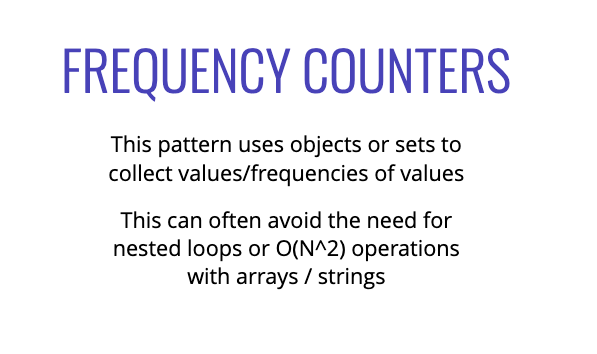 FREQUENCY COUNTERS
This pattern uses objects or sets to
collect values/frequencies of values
This can often avoid the need for
nested loops or O(N^2) operations
with arrays / strings